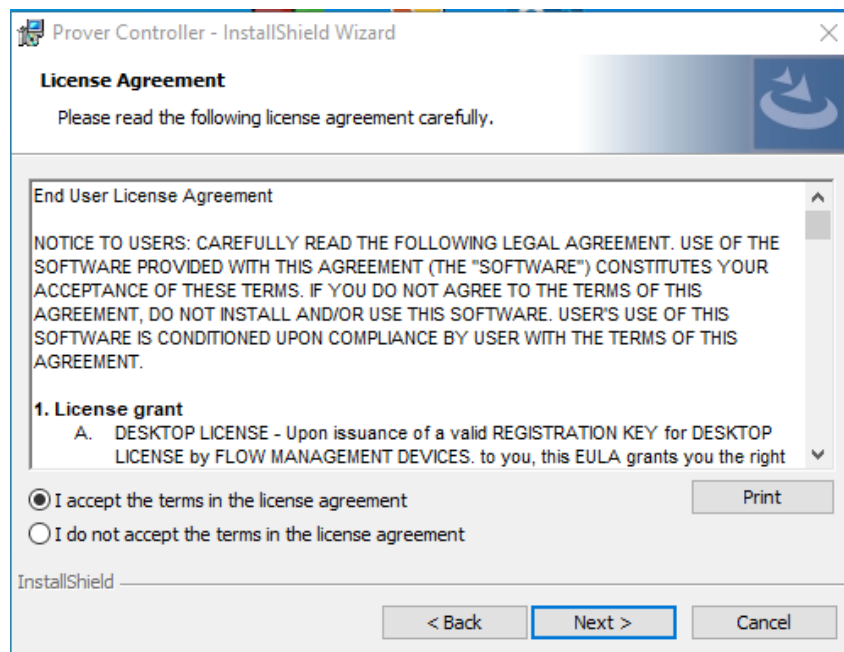 Prover Controller - InstallShield Wizard
License Agreement
Please read the following license agreement carefully.
End User License Agreement
NOTICE TO USERS: CAREFULLY READ THE FOLLOWING LEGAL AGREEMENT. USE OF THE
SOFTWARE PROVIDED WITH THIS AGREEMENT (THE "SOFTWARE") CONSTITUTES YOUR
ACCEPTANCE OF THESE TERMS. IF YOU DO NOT AGREE TO THE TERMS OF THIS
AGREEMENT, DO NOT INSTALL AND/OR USE THIS SOFTWARE. USER'S USE OF THIS
SOFTWARE IS CONDITIONED UPON COMPLIANCE BY USER WITH THE TERMS OF THIS
AGREEMENT.
1. License grant
A. DESKTOP LICENSE - Upon issuance of a valid REGISTRATION KEY for DESKTOP
LICENSE by FLOW MANAGEMENT DEVICES. to you, this EULA grants you the right
I accept the terms in the license agreement
Print
I do not accept the terms in the license agreement
InstallShield
< Back
Next >
Cancel